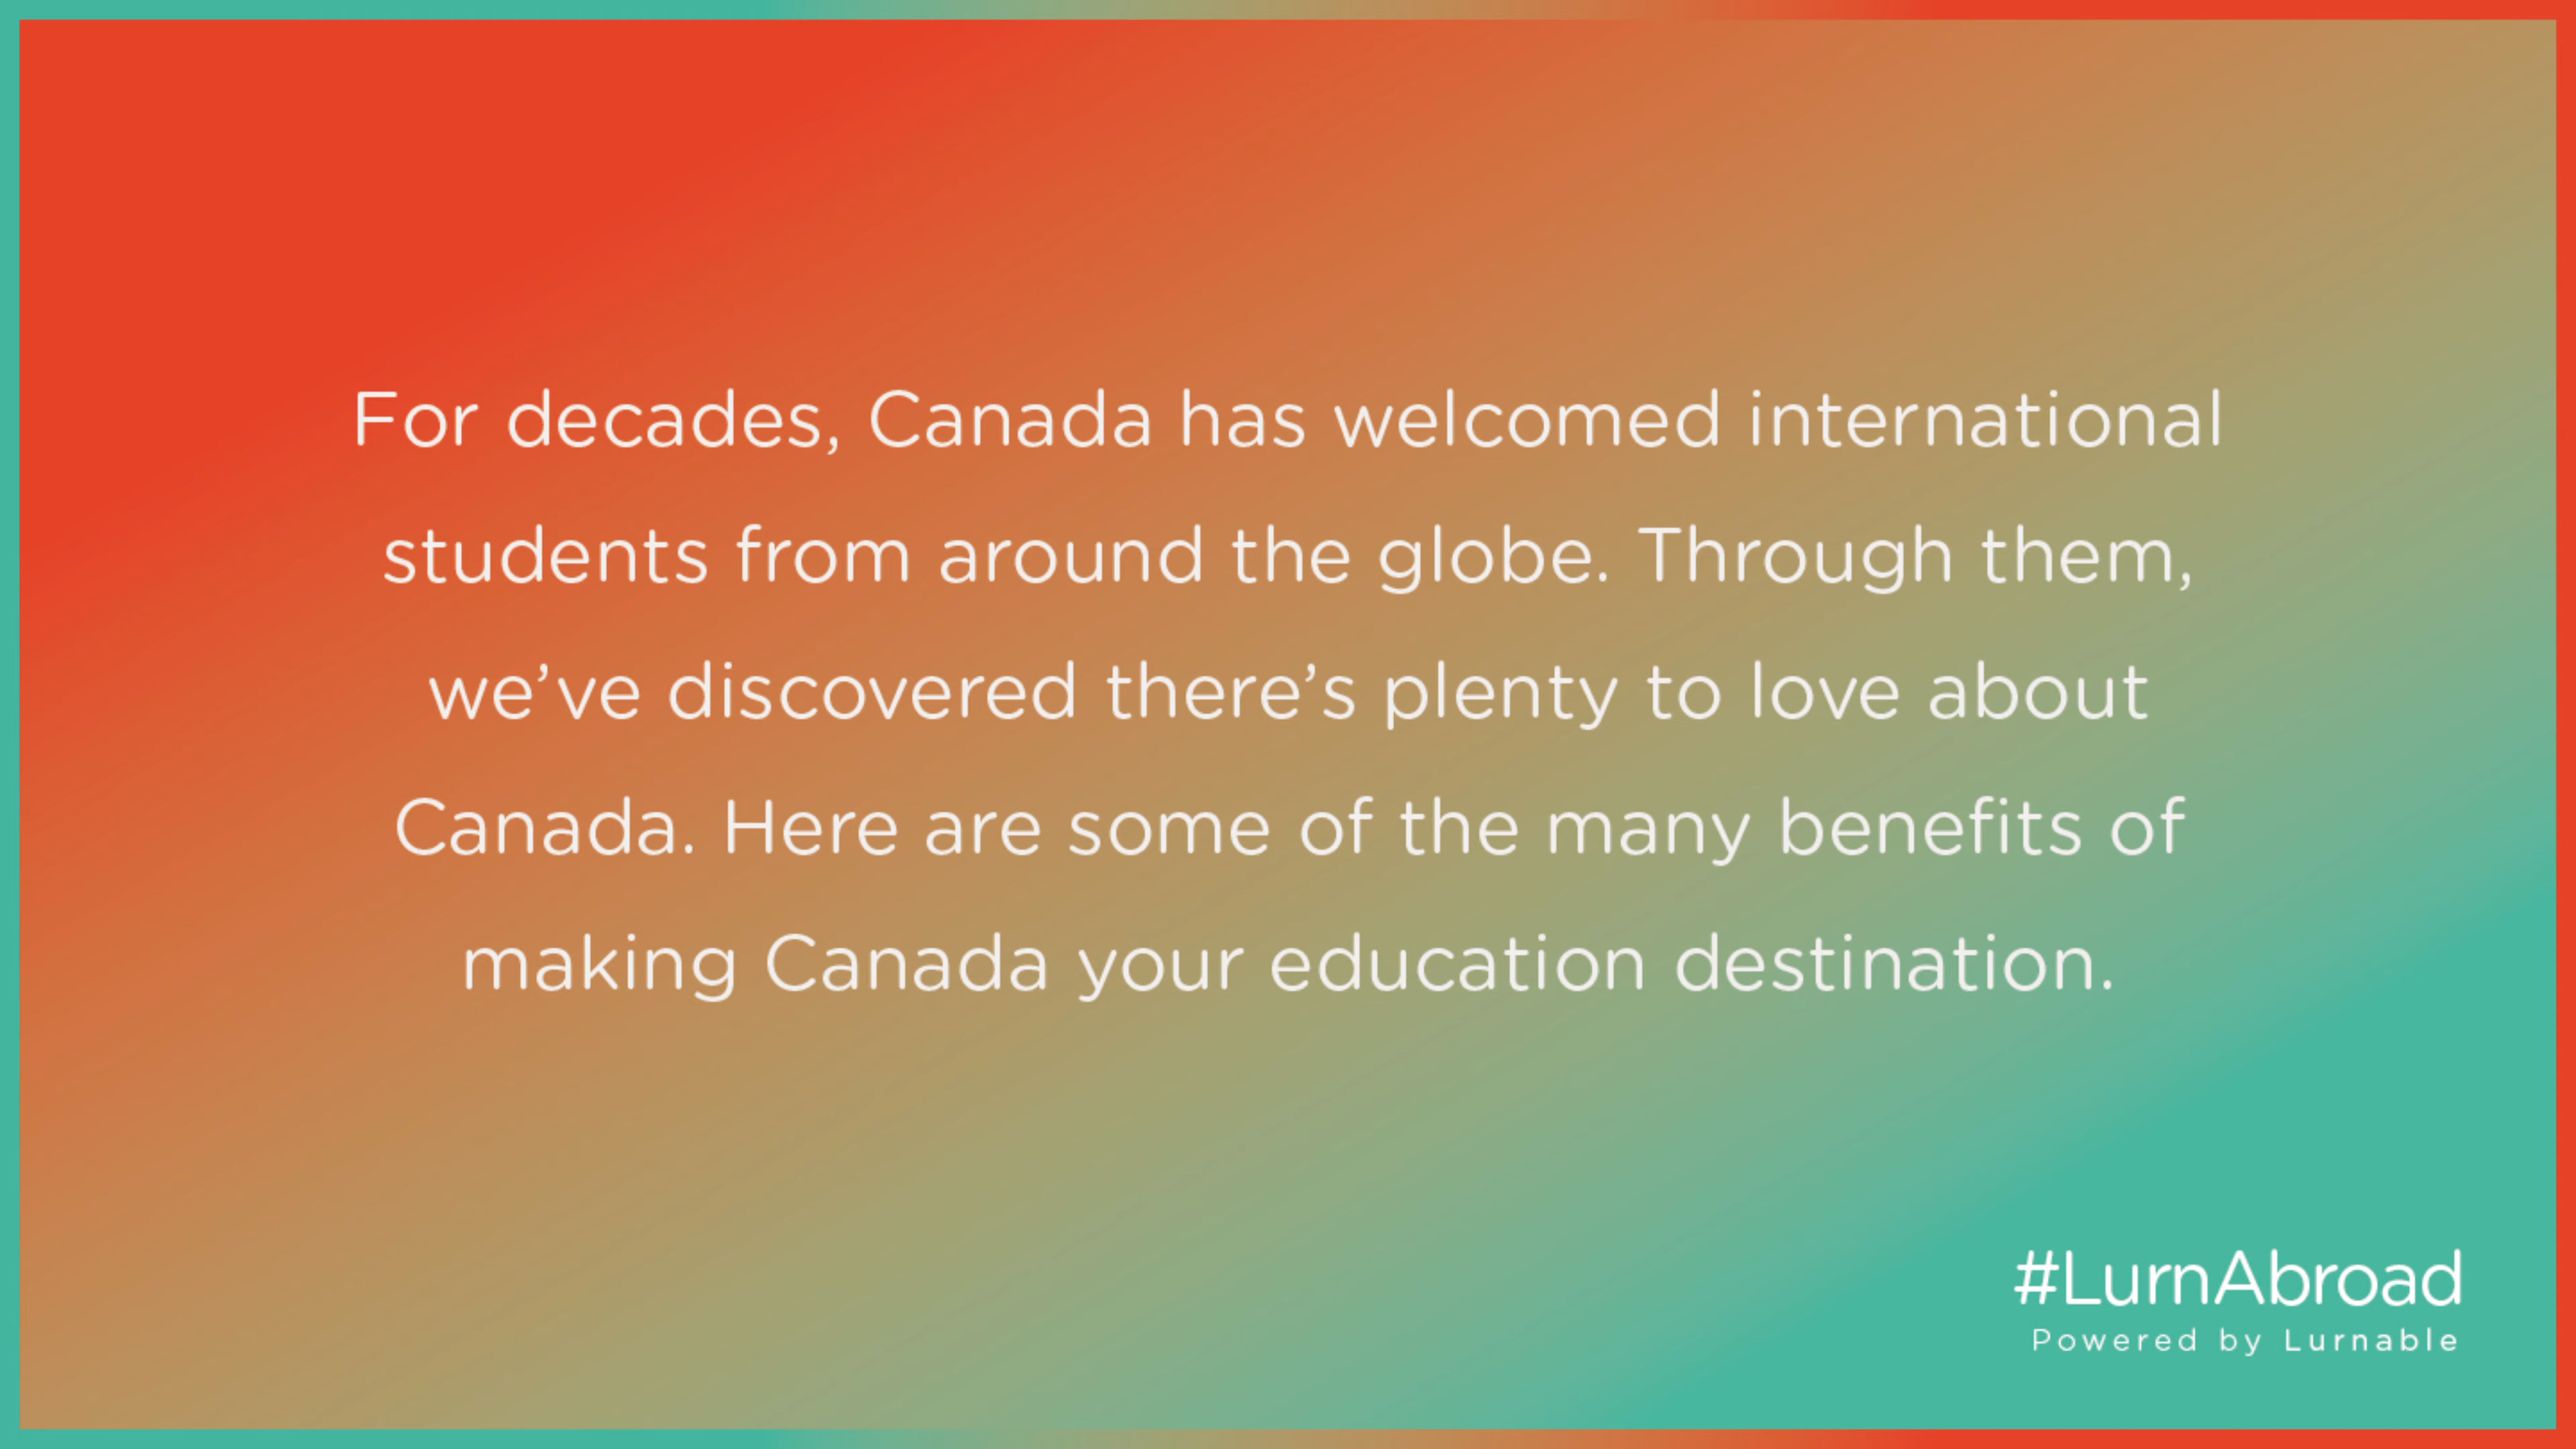 For decades, Canada has welcomed international
students from around the globe. Through them,
we’ve discovered there’s plenty to love about
Canada. Here are some of the many benefits of
making Canada your education destination.
#LurnAbroad
Powered by Lurnable